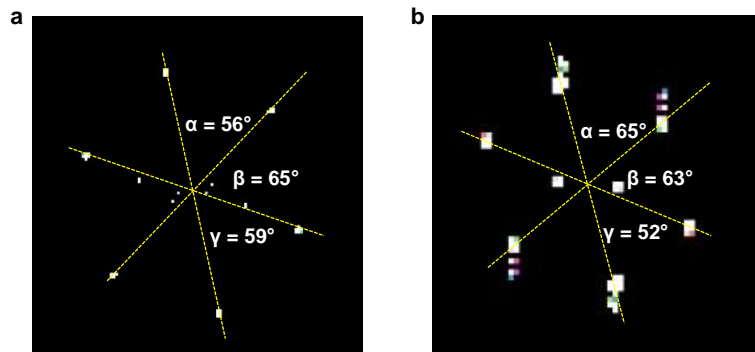 a
b
α = 56°
β = 65°
γ = 59°
α = 65°
β = 63°
γ = 52°